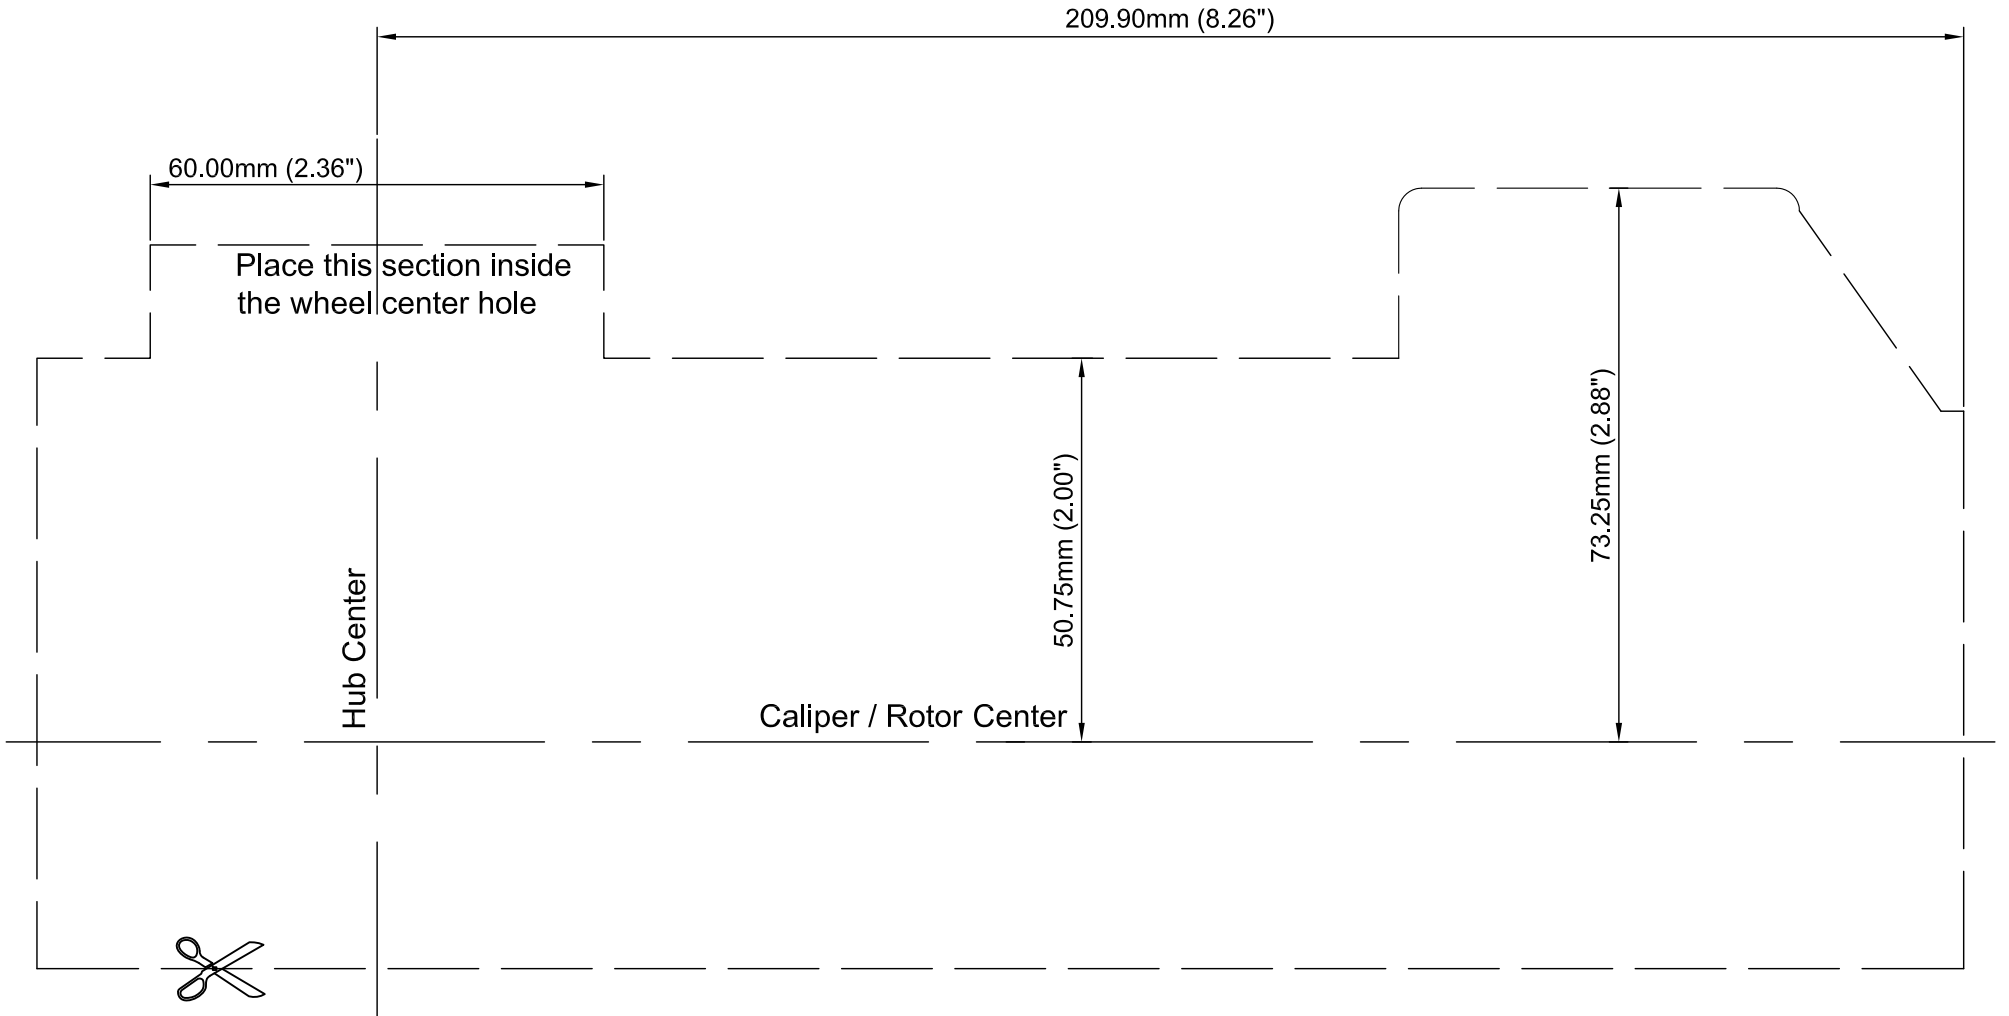 209.90mm (8.26")
60.00mm (2.36")
Place this section inside
the wheel center hole
73.25mm (2.88")
50.75mm (2.00")
Hub Center
Caliper / Rotor Center